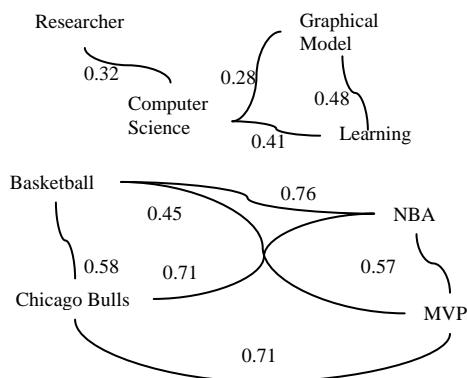 Researcher
Graphical
Model
0.32
0.28
0.48
Computer
Science
0.41
Learning
Basketball
0.76
0.45
NBA
0.58
0.71
0.57
Chicago Bulls
MVP
0.71